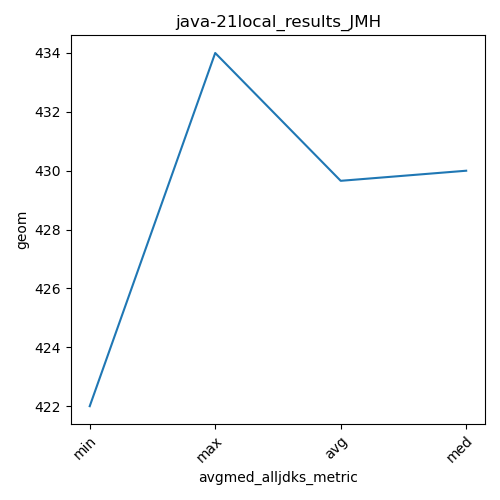 java-21local_results_JMH
434
432
430
428
426
424
422
geom
min
max
avg
med
avgmed_alljdks_metric